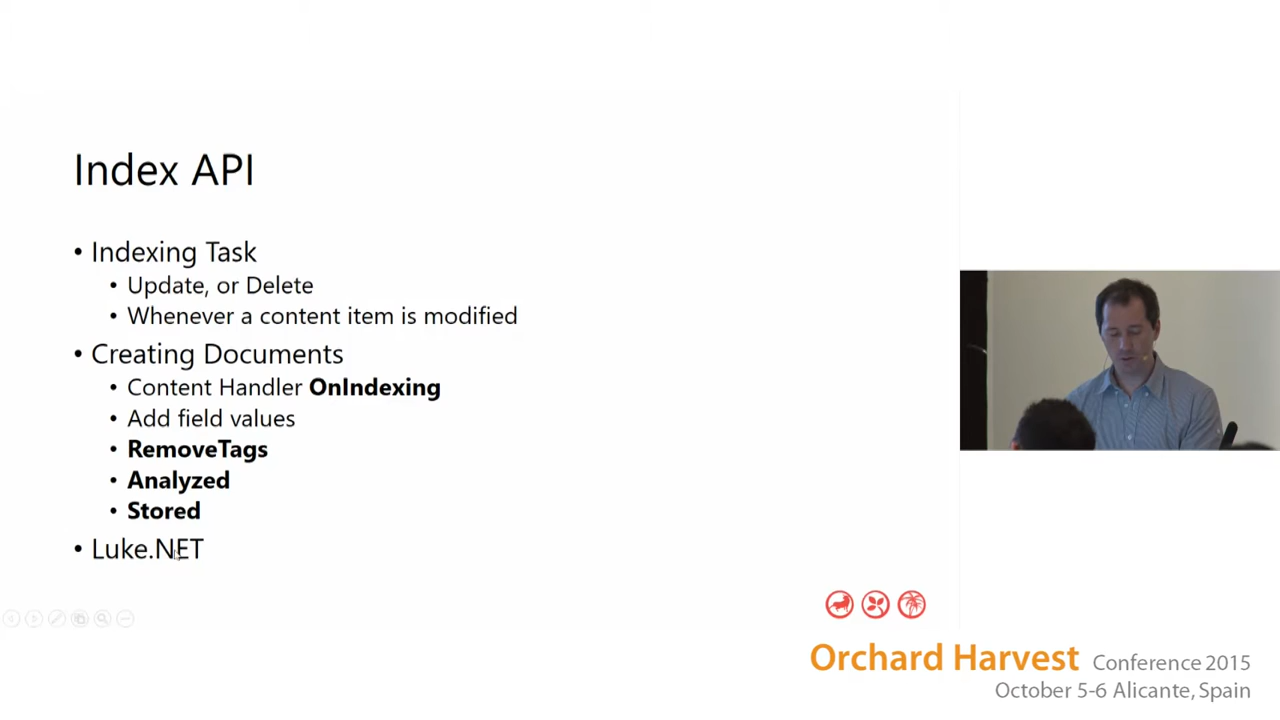 Index API
• Indexing Task
• Update, or Delete
• Whenever a content item is modified
• Creating Documents
• Content Handler OnIndexing
• Add field values
• RemoveTags
• Analyzed
• Stored
• Luke.NET
Orchard Harvest Conference 2015
October 5-6 Alicante, Spain